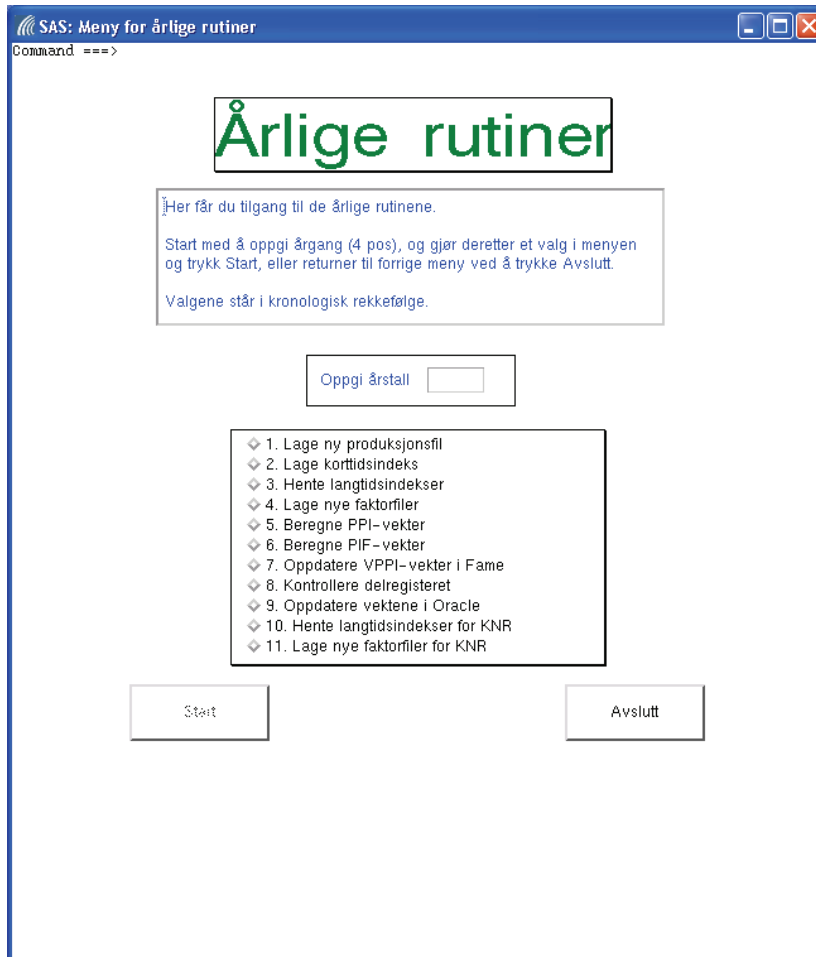 SAS: Meny for årlige rutiner
Command ===>
Årlige rutiner
Her får du tilgang til de årlige rutinene.
Start med å oppgi årgang (4 pos), og gjør deretter et valg i menyen
og trykk Start, eller returner til forrige meny ved å trykke Avslutt.
Valgene står i kronologisk rekkefølge.
Oppgi årstall
1. Lage ny produksjonsfil
2. Lage korttidsindeks
3. Hente langtidsindekser
4. Lage nye faktorfiler
5. Beregne PPI-vekter
6. Beregne PIF-vekter
7. Oppdatere VPPI-vekter i Fame
8. Kontrollere delregisteret
9. Oppdatere vektene i Oracle
10. Hente langtidsindekser for KNR
11. Lage nye faktorfiler for KNR
Start Avslutt